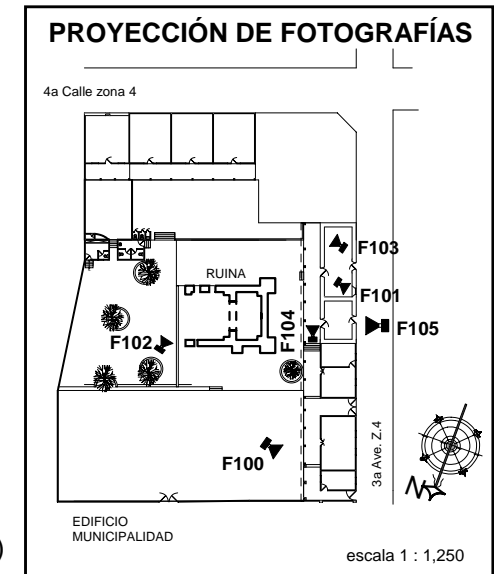 PROYECCIÓN DE FOTOGRAFÍAS
4a Calle zona 4
F103
RUINA
F101
F104
F105
F102
F100
3a Ave. Z.4
N
EDIFICIO
MUNICIPALIDAD
escala 1 : 1,250
)